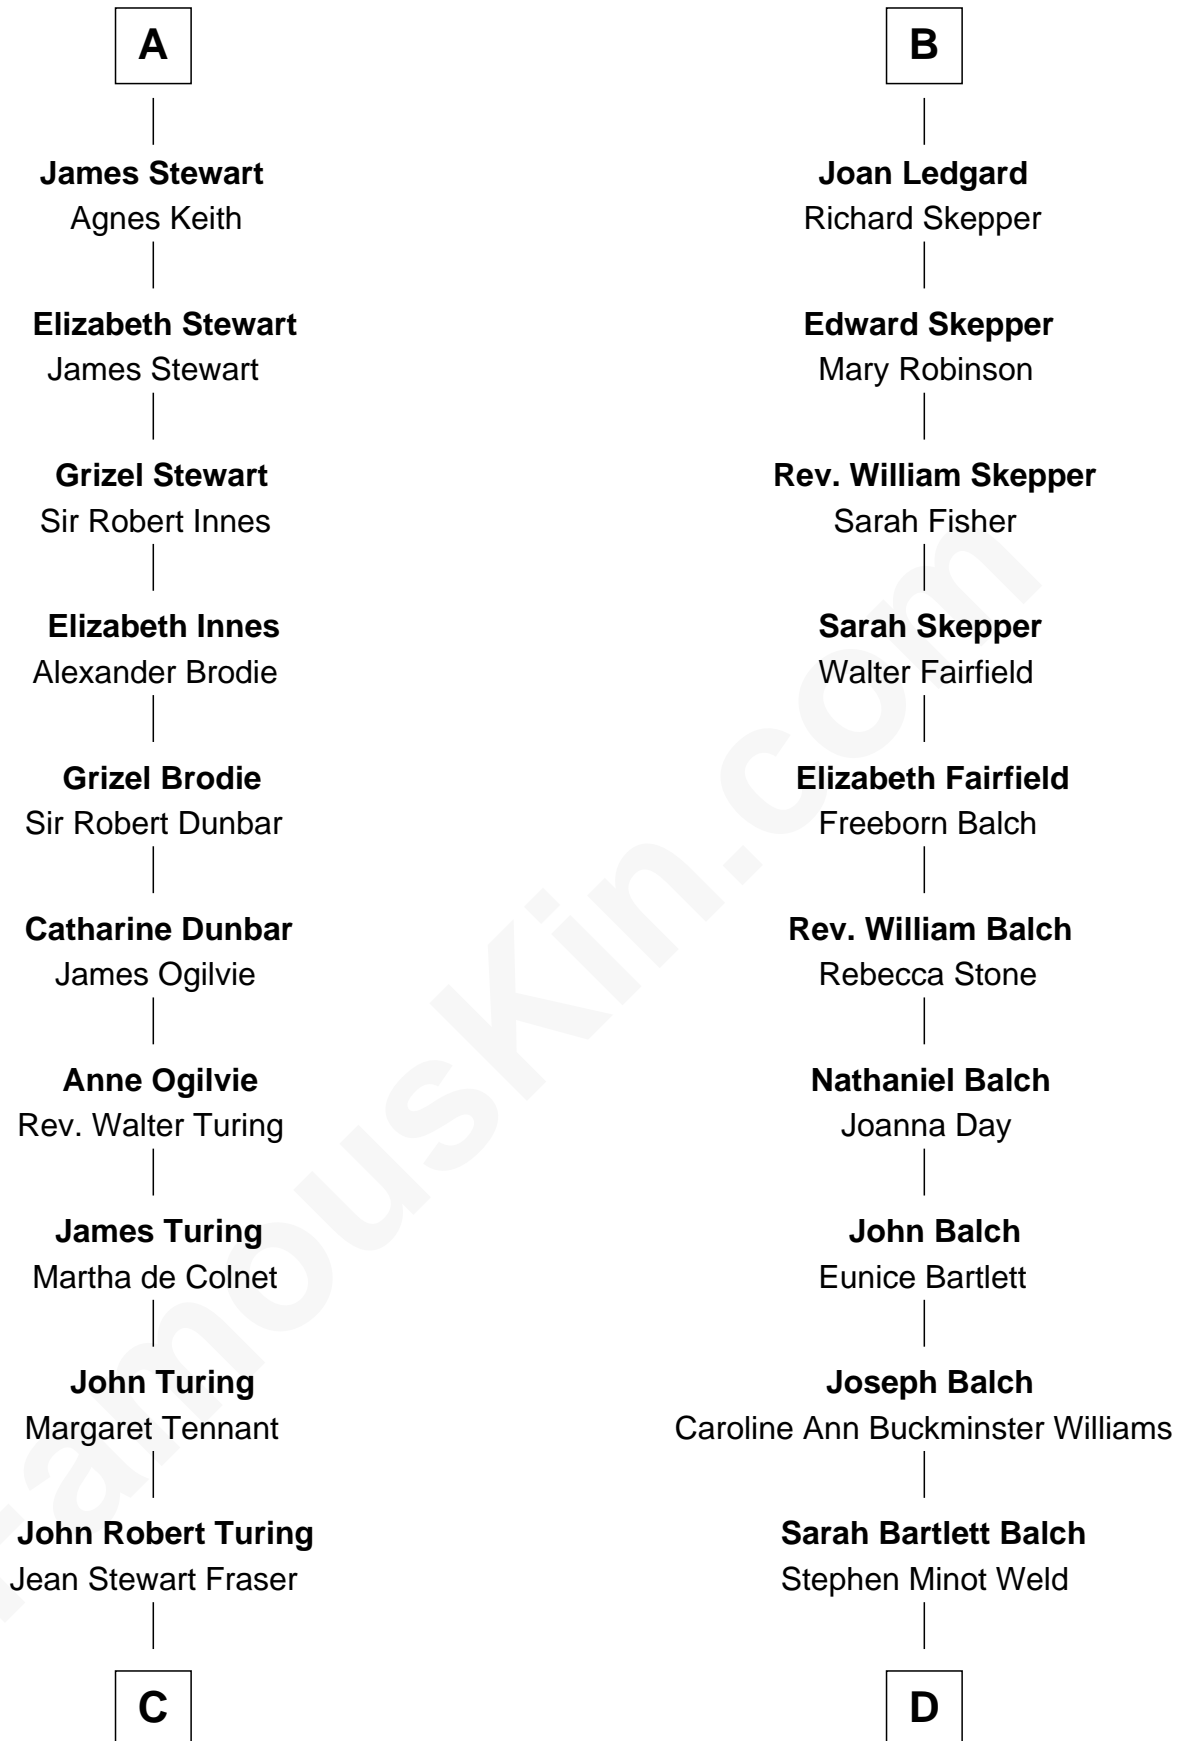 A
James Stewart
Agnes Keith
Elizabeth Stewart
James Stewart
Grizel Stewart
Sir Robert Innes
Elizabeth Innes
Alexander Brodie
Grizel Brodie
Sir Robert Dunbar
Catharine Dunbar
James Ogilvie
Anne Ogilvie
Rev. Walter Turing
James Turing
Martha de Colnet
John Turing
Margaret Tennant
John Robert Turing
Jean Stewart Fraser
C
B
Joan Ledgard
Richard Skepper
Edward Skepper
Mary Robinson
Rev. William Skepper
Sarah Fisher
Sarah Skepper
Walter Fairfield
Elizabeth Fairfield
Freeborn Balch
Rev. William Balch
Rebecca Stone
Nathaniel Balch
Joanna Day
John Balch
Eunice Bartlett
Joseph Balch
Caroline Ann Buckminster Williams
Sarah Bartlett Balch
Stephen Minot Weld
D
FamousKin.com